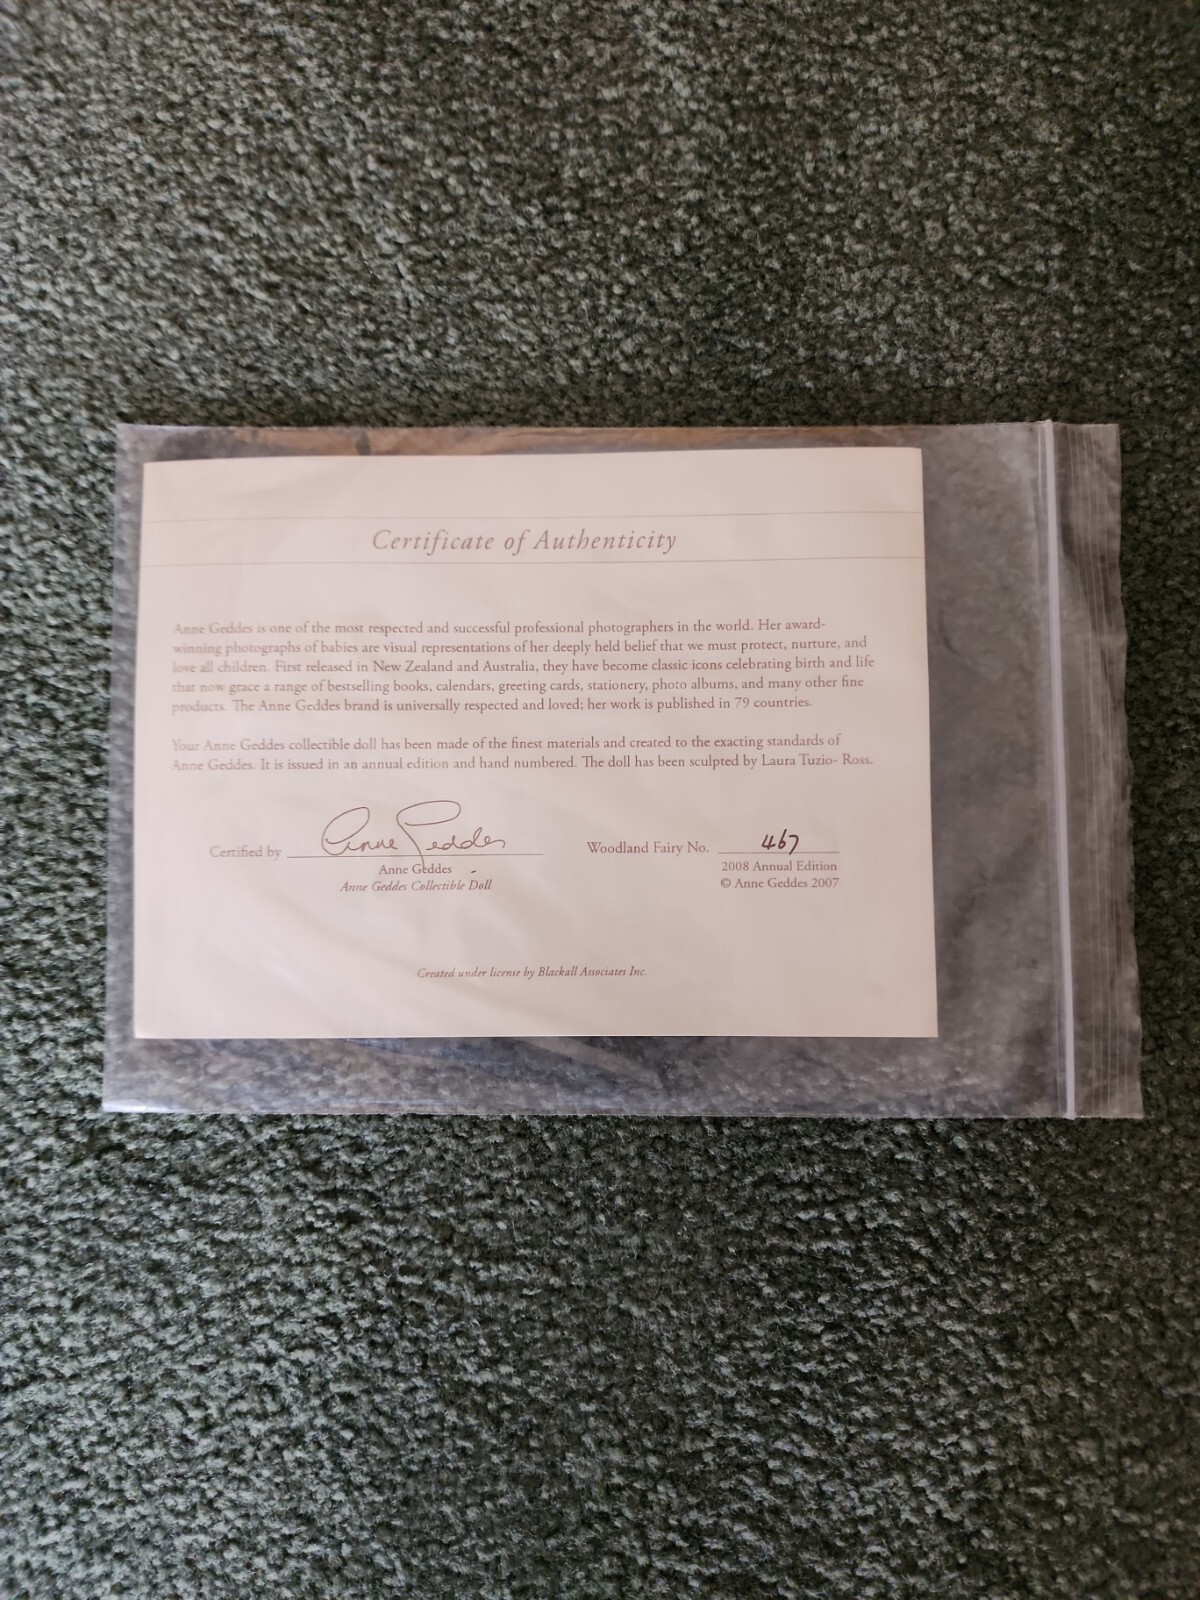 Certificate of Authenticity
Anne Geddes is one of the most respected and successful professional photographers in the world. Her award-
winning photographs of babies are visual representations of her deeply held belief that we must protect, nurture, and
love all children. First released in New Zealand and Australia, they have become classic icons celebrating birth and life
that now grace a range of bestselling books, calendars, greeting cards, stationery, photo albums, and many other fine
products. The Anne Geddes brand is universally respected and loved; her work is published in 79 countries.
Your Anne Geddes collectible doll has been made of the finest materials and created to the exacting standards of
Anne Geddes. It is issued in an annual edition and hand numbered. The doll has been sculpted by Laura Tuzio- Ross.
Certified by Anne Geddes
Anne Geddes
Anne Geddes Collectible Doll
Woodland Fairy No. 467
2008 Annual Edition
© Anne Geddes 2007
Created under license by Blackall Associates Inc.